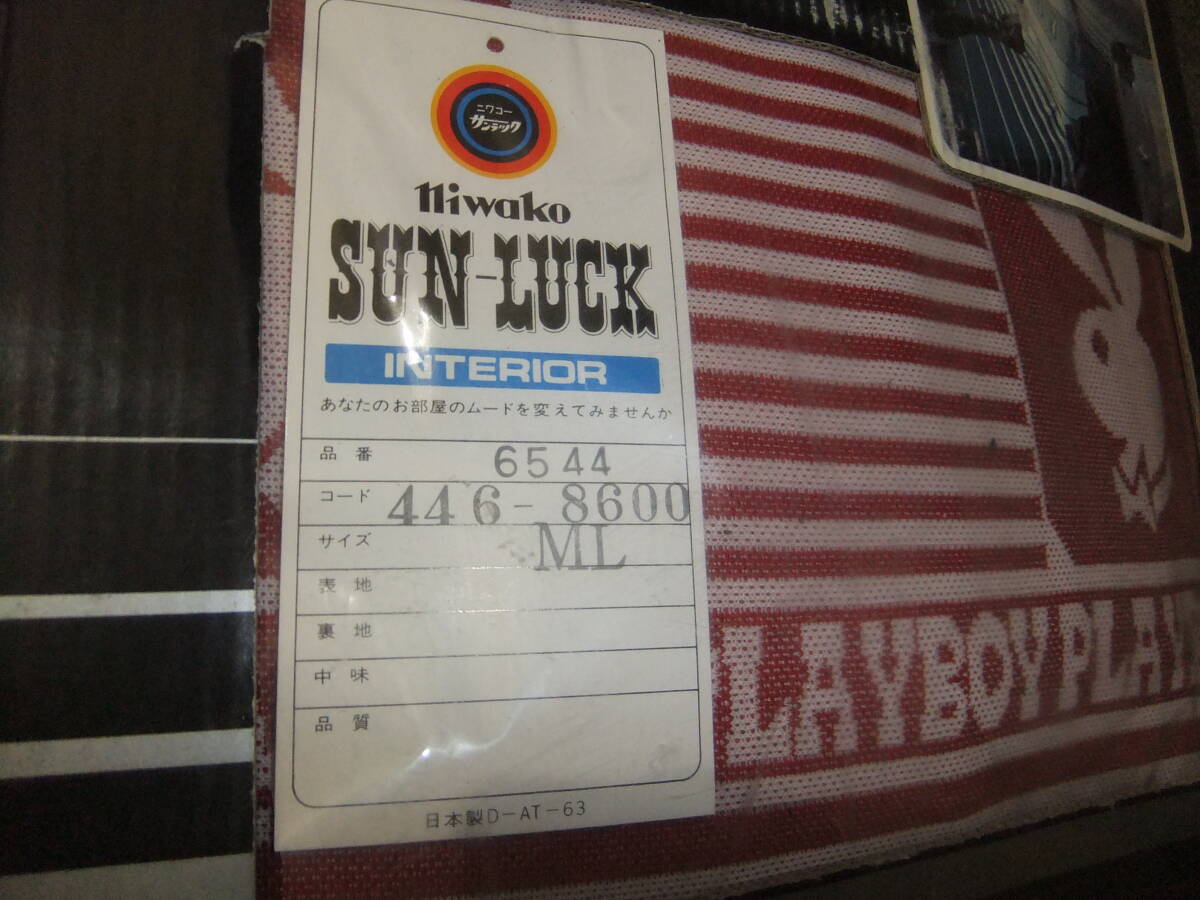 ニワコー
サンラック
niwako
SUN-LUCK
INTERIOR
あなたのお部屋のムードを変えてみませんか
品番 6544
コード 446-8600
サイズ ML
表地
裏地
中味
品質
日本製D-AT-63
LAYBOY PLAY